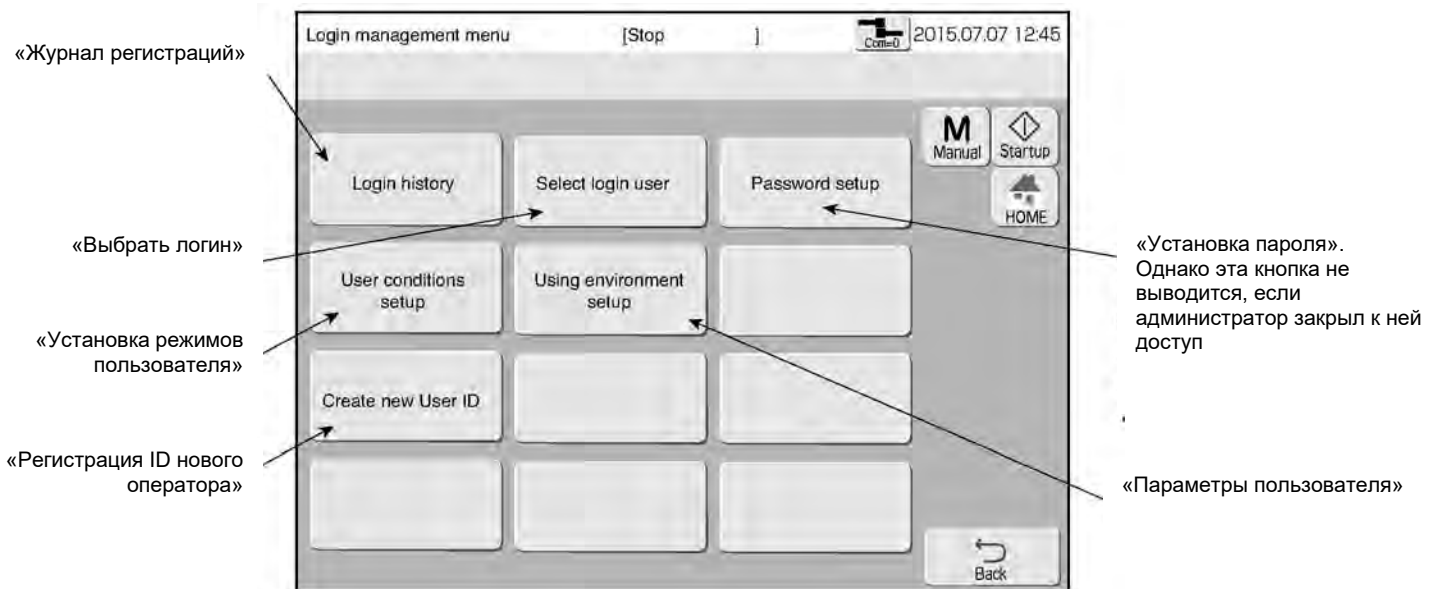 Login management menu [Stop ] Com=0 2015.07.07 12:45
«Журнал регистраций»
M
Manual
Startup
HOME
Login history
Select login user
Password setup
«Выбрать логин»
«Установка пароля».
Однако эта кнопка не
выводится, если
администратор закрыл к ней
доступ
User conditions
setup
Using environment
setup
«Установка режимов
пользователя»
Create new User ID
«Регистрация ID нового
оператора»
«Параметры пользователя»
Back